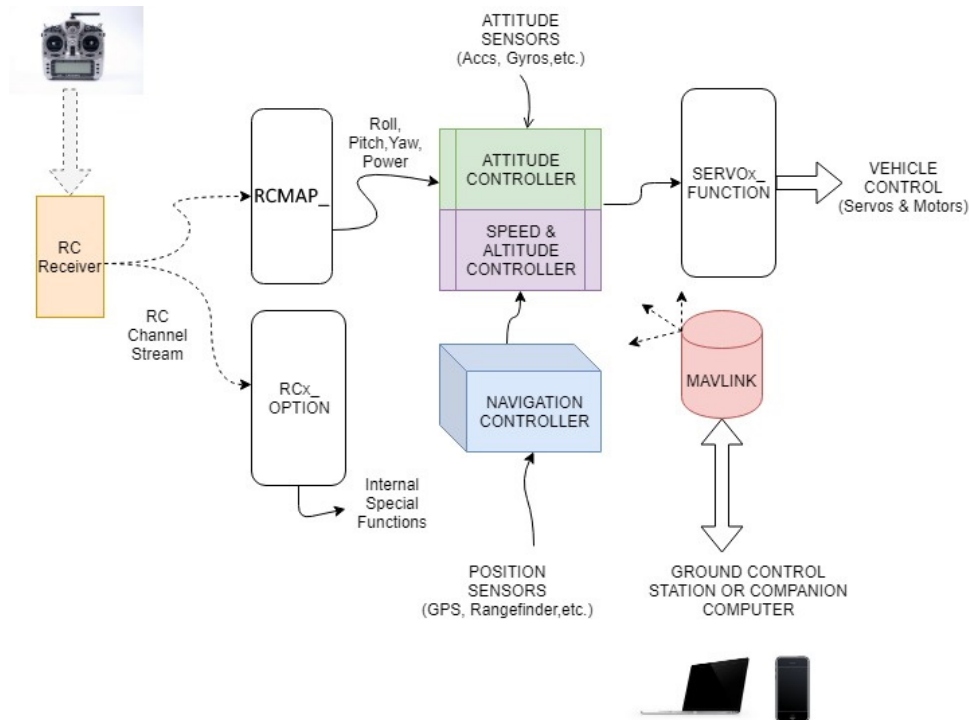 ATTITUDE
SENSORS
(Accs, Gyros,etc.)
Roll,
Pitch,Yaw,
Power
RCMAP_
ATTITUDE
CONTROLLER
SPEED &
ALTITUDE
CONTROLLER
SERVOx_
FUNCTION
VEHICLE
CONTROL
(Servos & Motors)
RC
Receiver
RC
Channel
Stream
RCx_
OPTION
Internal
Special
Functions
NAVIGATION
CONTROLLER
MAVLINK
POSITION
SENSORS
(GPS, Rangefinder,etc.)
GROUND CONTROL
STATION OR COMPANION
COMPUTER